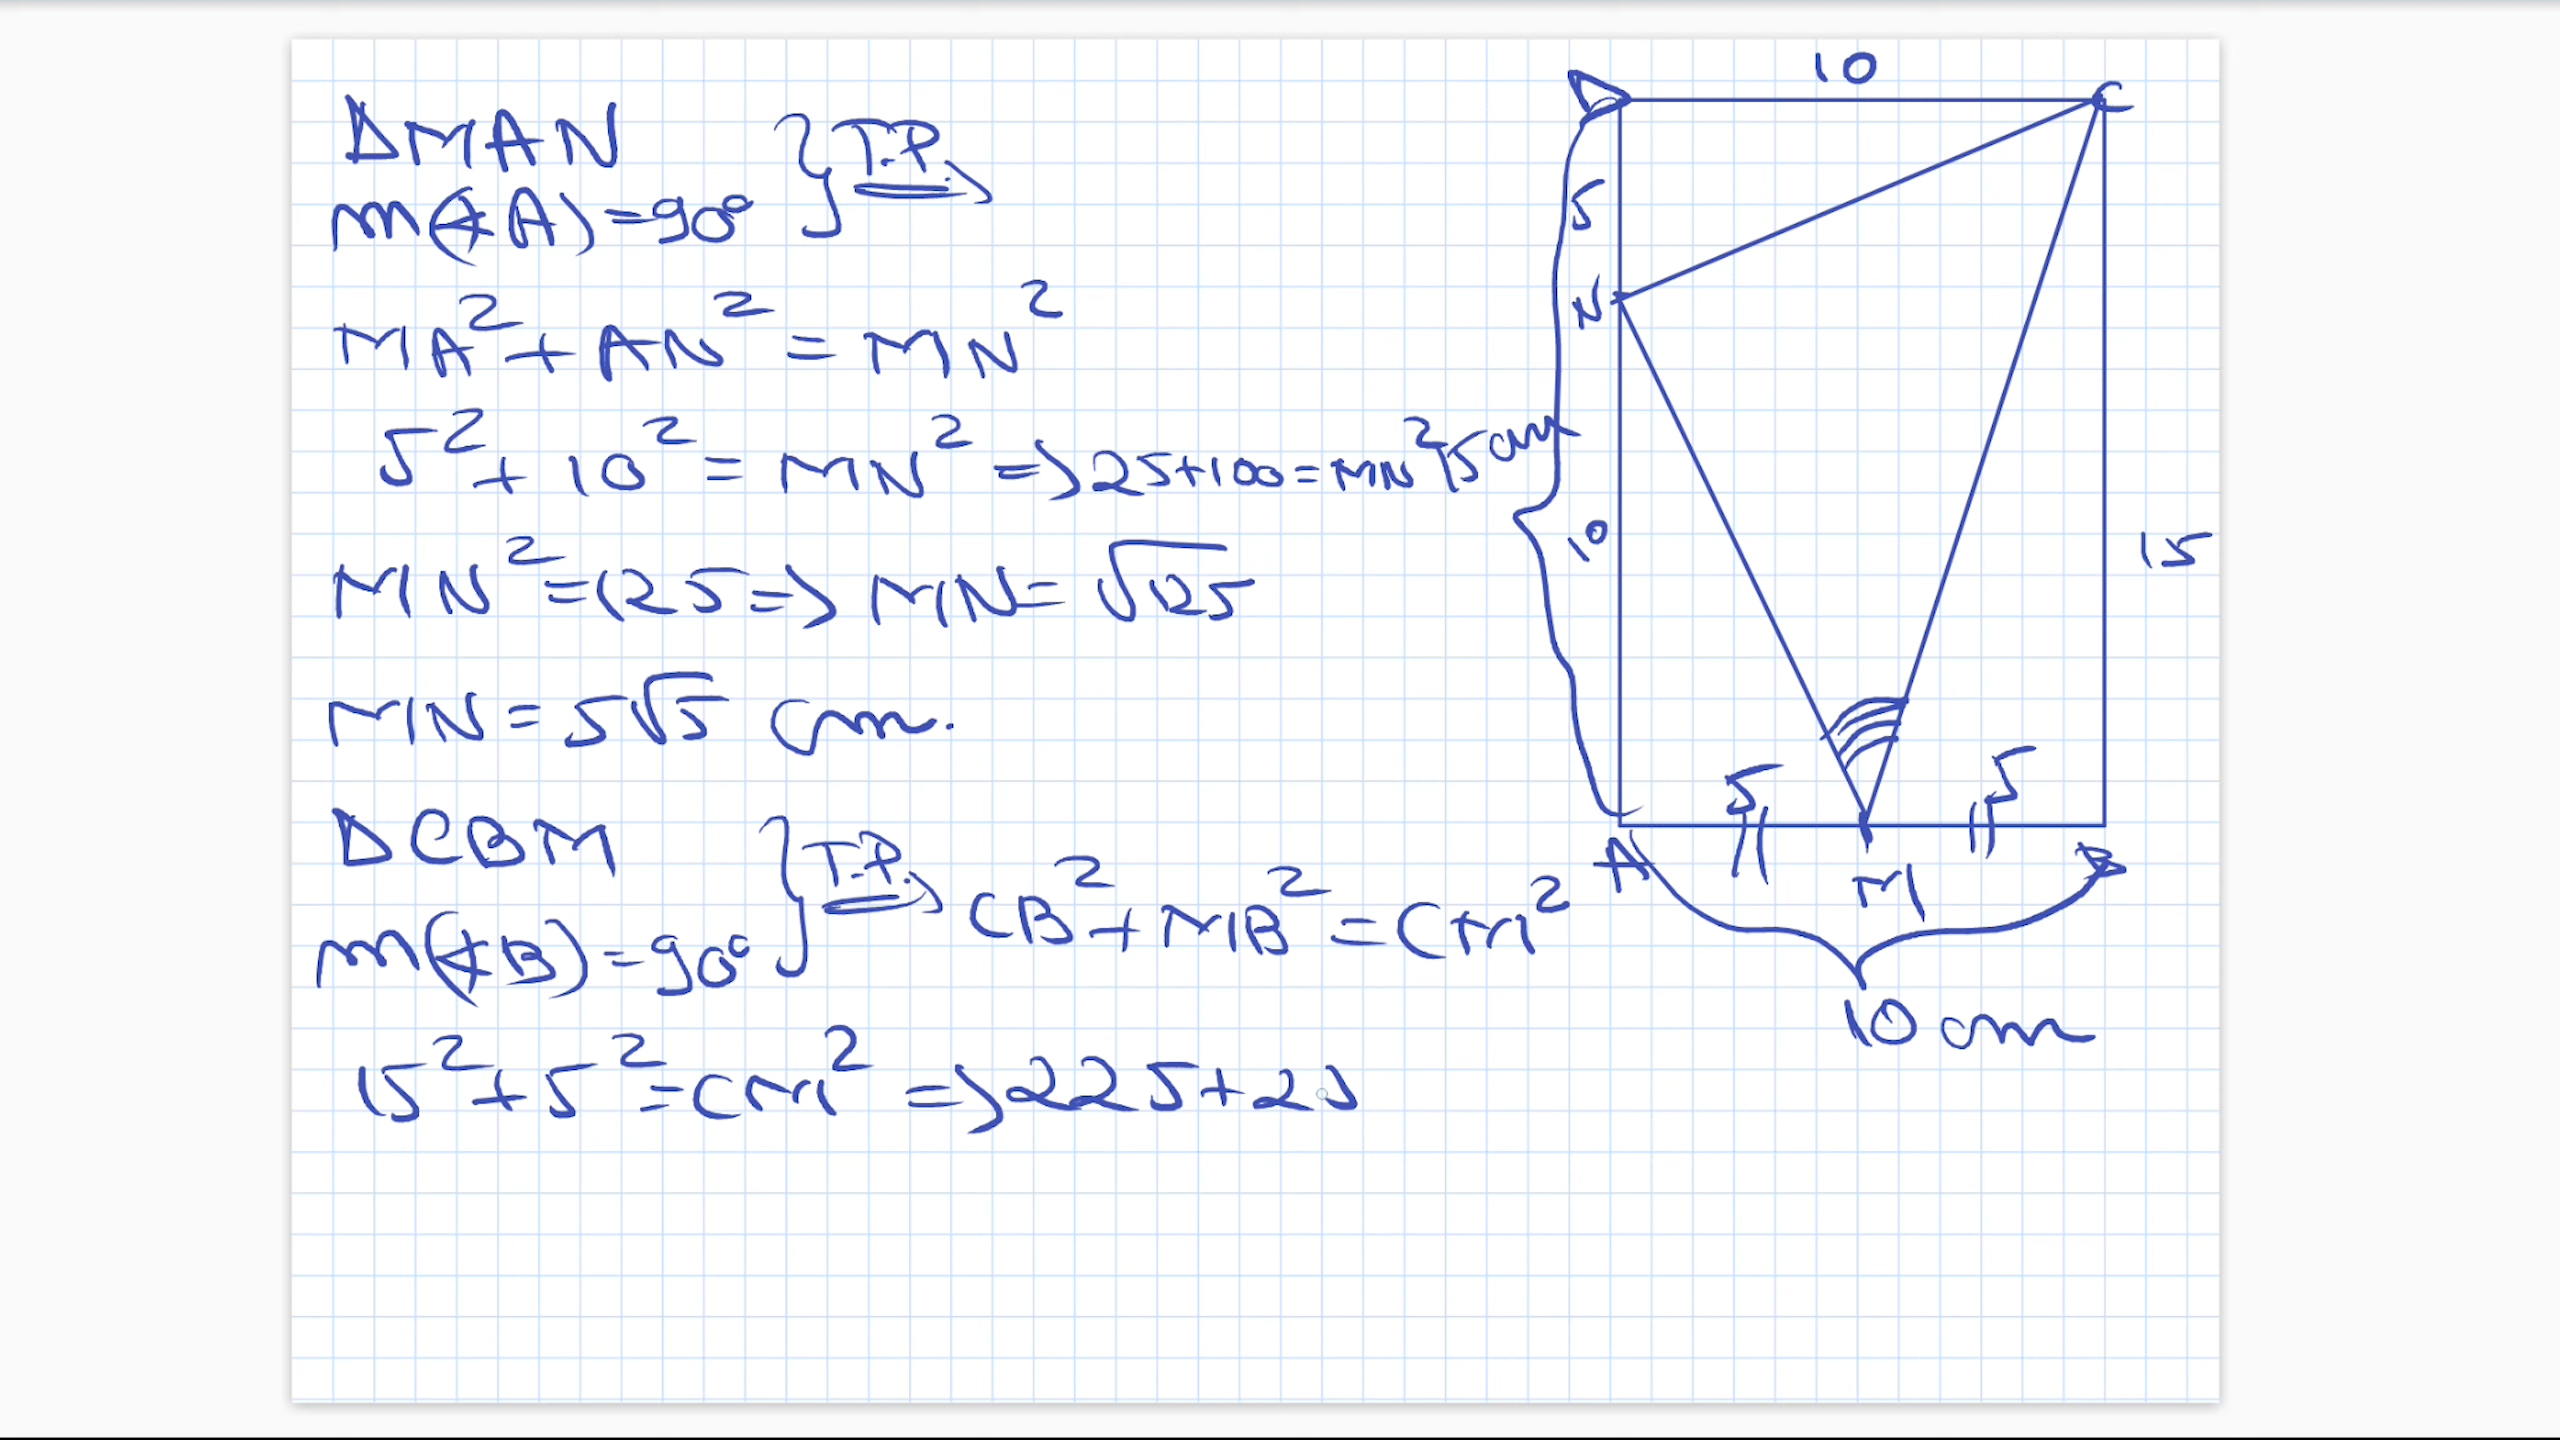 ΔMAN
m(∢A)=90° } T.P. ⇒
MA²+AN²=MN²
5²+10²=MN² => 25+100=MN²
MN²=125 => MN=√125
MN=5√5 cm.
ΔCBM
m(∢B)=90° } T.P. ⇒ CB²+MB²=CM²
15²+5²=CM² => 225+25
D
10
C
5
N
15 cm
10
15
5
5
A
M
B
10 cm